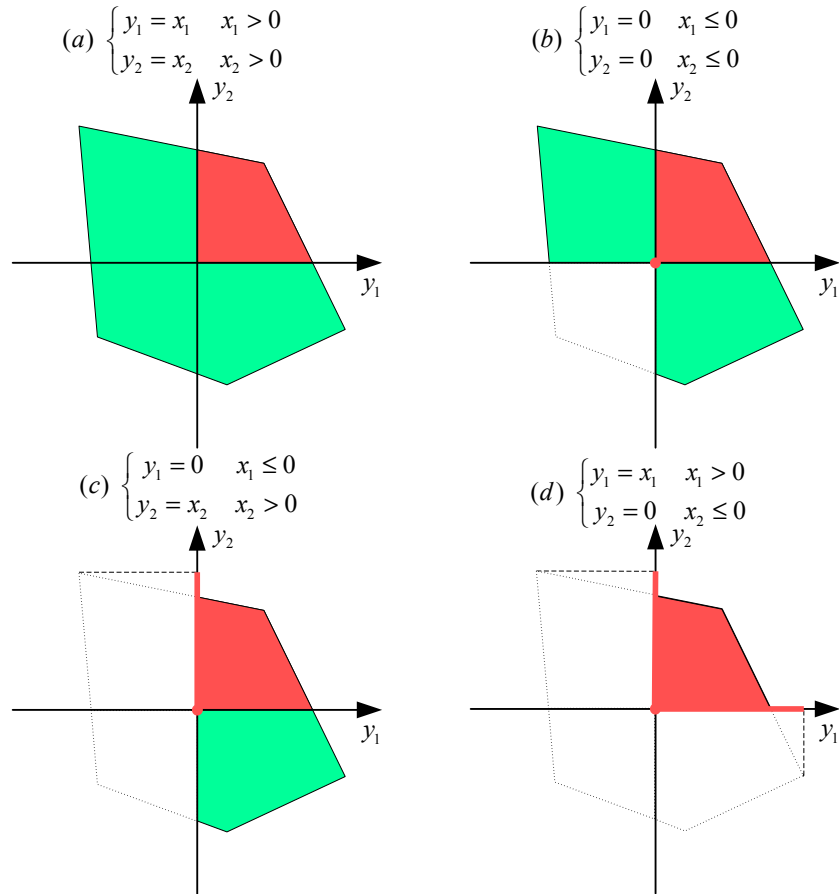 (a) { y₁ = x₁ x₁ > 0
y₂ = x₂ x₂ > 0
y₂
y₁
(b) { y₁ = 0 x₁ ≤ 0
y₂ = 0 x₂ ≤ 0
y₂
y₁
(c) { y₁ = 0 x₁ ≤ 0
y₂ = x₂ x₂ > 0
y₂
y₁
(d) { y₁ = x₁ x₁ > 0
y₂ = 0 x₂ ≤ 0
y₂
y₁